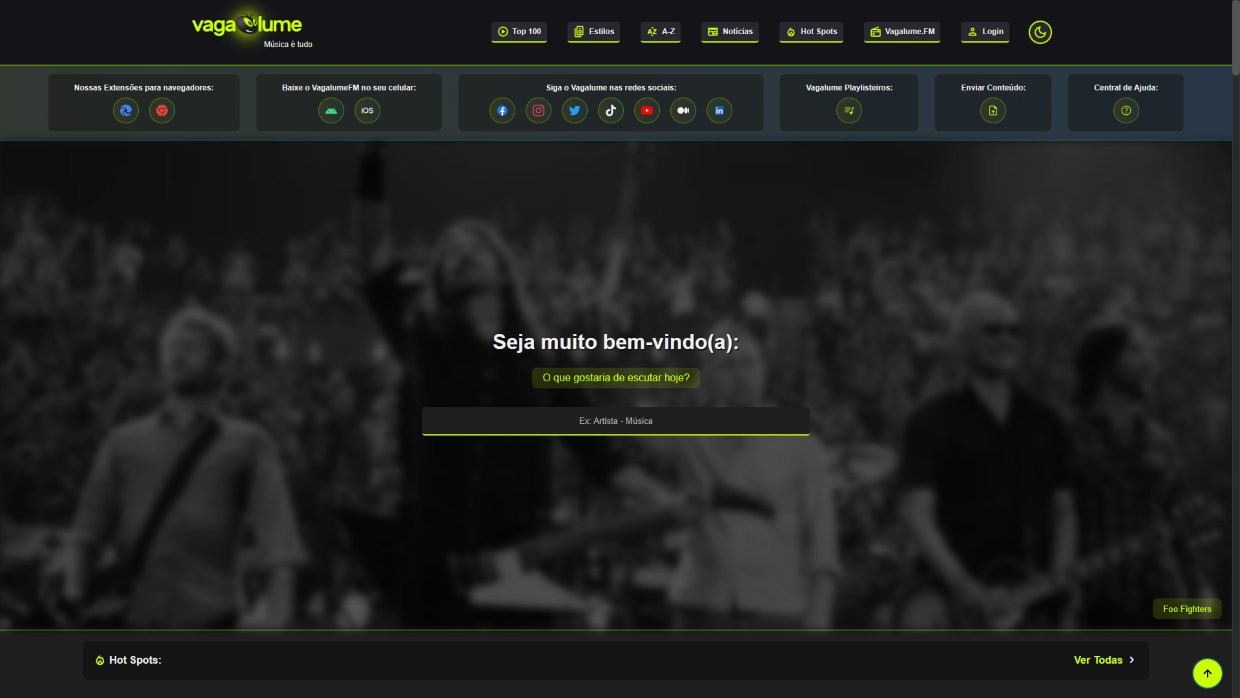 vagalume
Música é tudo
Top 100
Estilos
A-Z
Notícias
Hot Spots
Vagalume.FM
Login
Nossas Extensões para navegadores:
Baixe o VagalumeFM no seu celular:
iOS
Siga o Vagalume nas redes sociais:
Vagalume Playlisteiros:
Enviar Conteúdo:
Central de Ajuda:
Seja muito bem-vindo(a):
O que gostaria de escutar hoje?
Ex: Artista - Música
Foo Fighters
Hot Spots:
Ver Todas